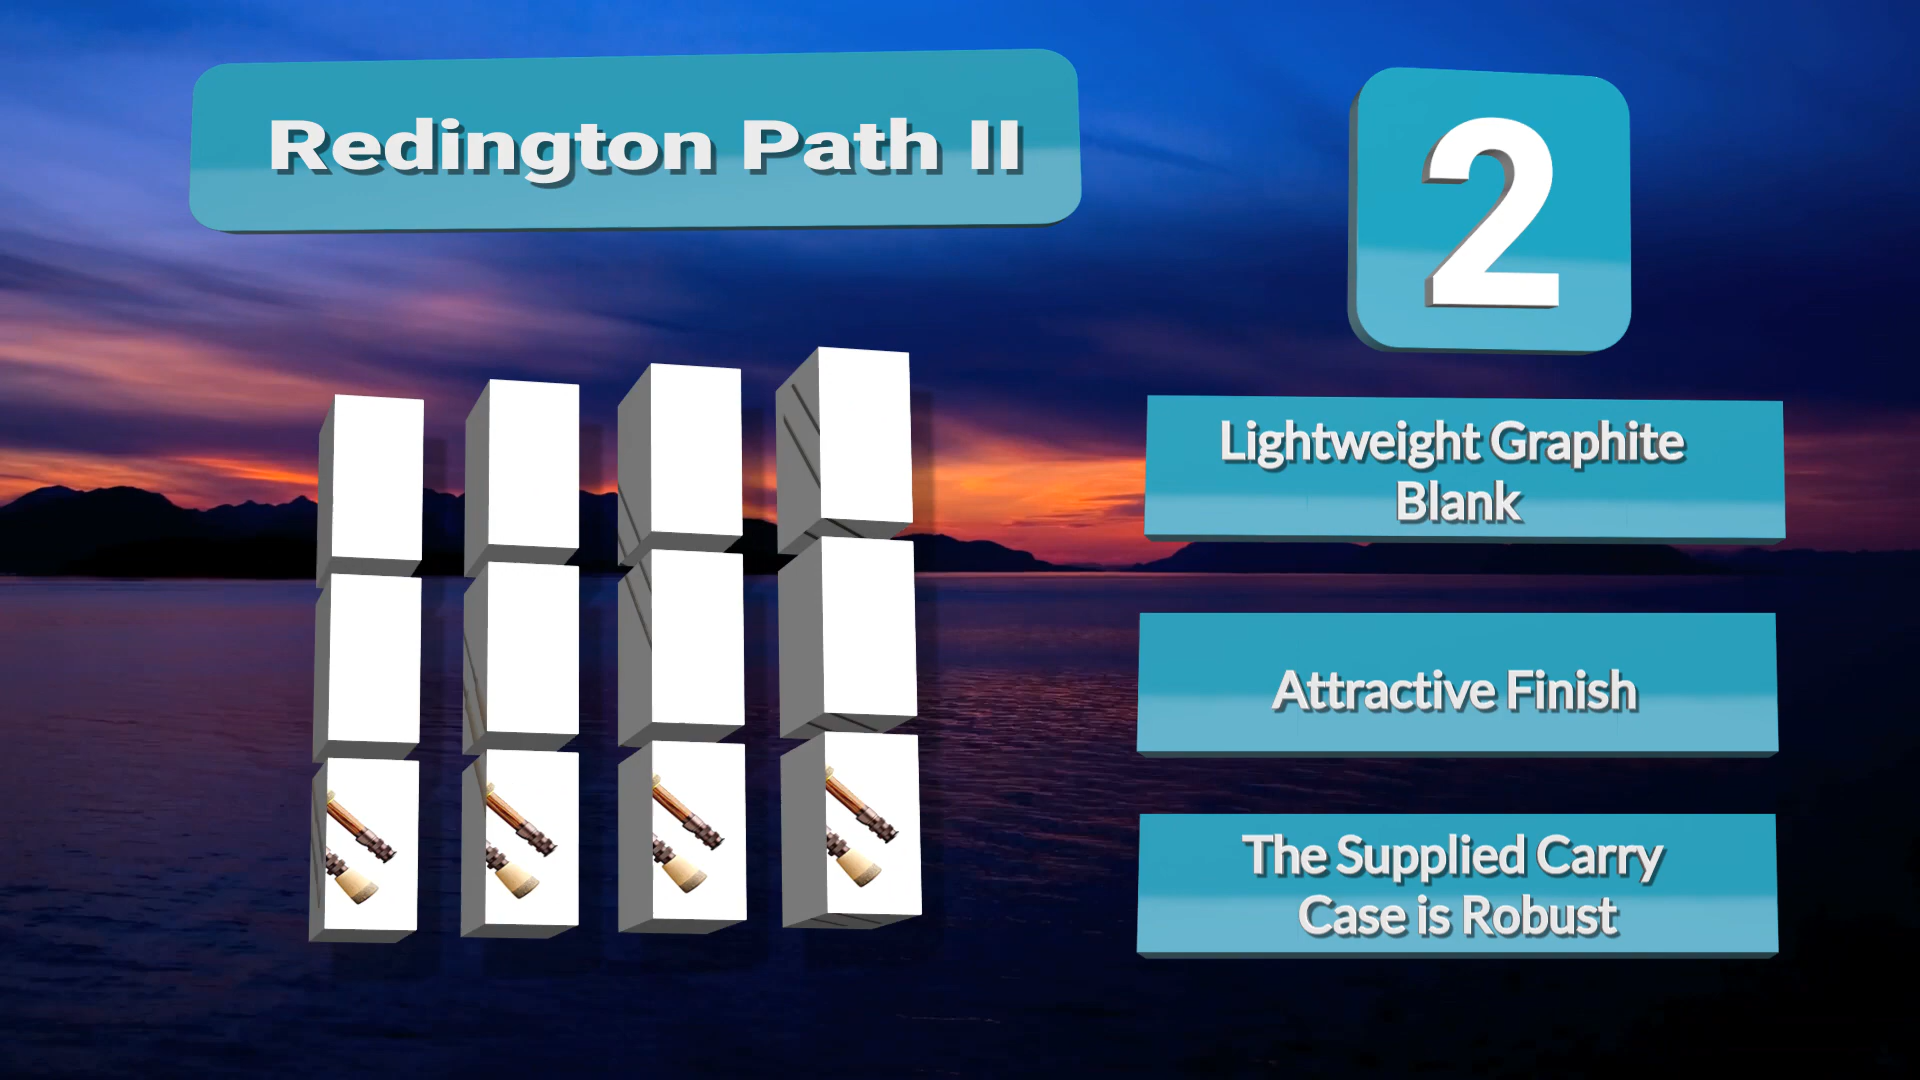 Redington Path II
2
Lightweight Graphite
Blank
Attractive Finish
The Supplied Carry
Case is Robust